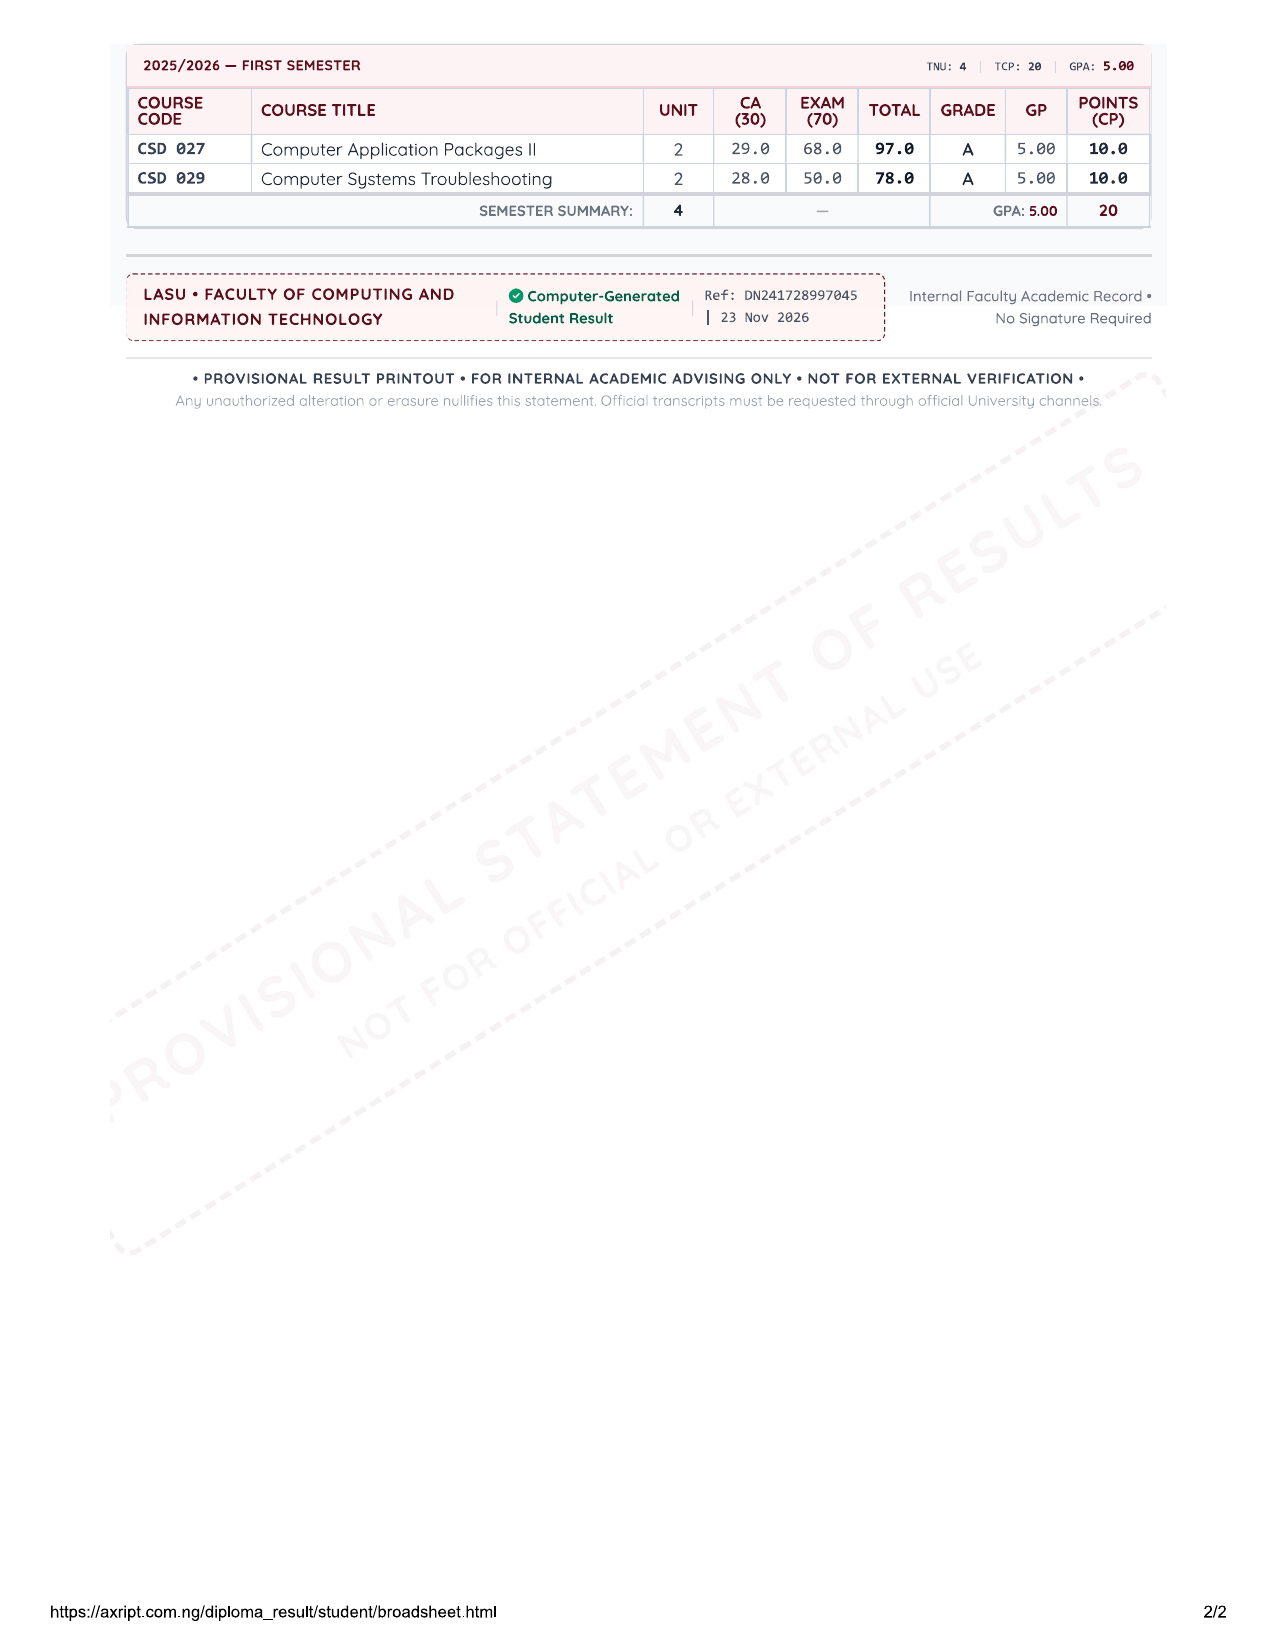 2025/2026 — FIRST SEMESTER TNU: 4 | TCP: 20 | GPA: 5.00
COURSE CODE COURSE TITLE UNIT CA (30) EXAM (70) TOTAL GRADE GP POINTS (CP)
CSD 027 Computer Application Packages II 2 29.0 68.0 97.0 A 5.00 10.0
CSD 029 Computer Systems Troubleshooting 2 28.0 50.0 78.0 A 5.00 10.0
SEMESTER SUMMARY: 4 — GPA: 5.00 20
LASU • FACULTY OF COMPUTING AND
INFORMATION TECHNOLOGY
Computer-Generated
Student Result
Ref: DN241728997045
| 23 Nov 2026
Internal Faculty Academic Record •
No Signature Required
• PROVISIONAL RESULT PRINTOUT • FOR INTERNAL ACADEMIC ADVISING ONLY • NOT FOR EXTERNAL VERIFICATION •
Any unauthorized alteration or erasure nullifies this statement. Official transcripts must be requested through official University channels.
PROVISIONAL STATEMENT OF RESULTS
NOT FOR OFFICIAL OR EXTERNAL USE
https://axript.com.ng/diploma_result/student/broadsheet.html 2/2